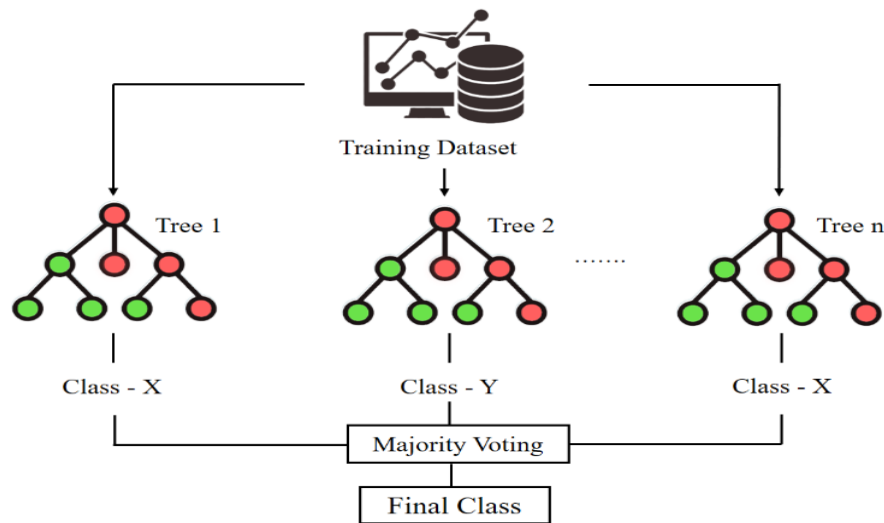 Training Dataset
Tree 1
Tree 2
.......
Tree n
Class - X
Class - Y
Class - X
Majority Voting
Final Class